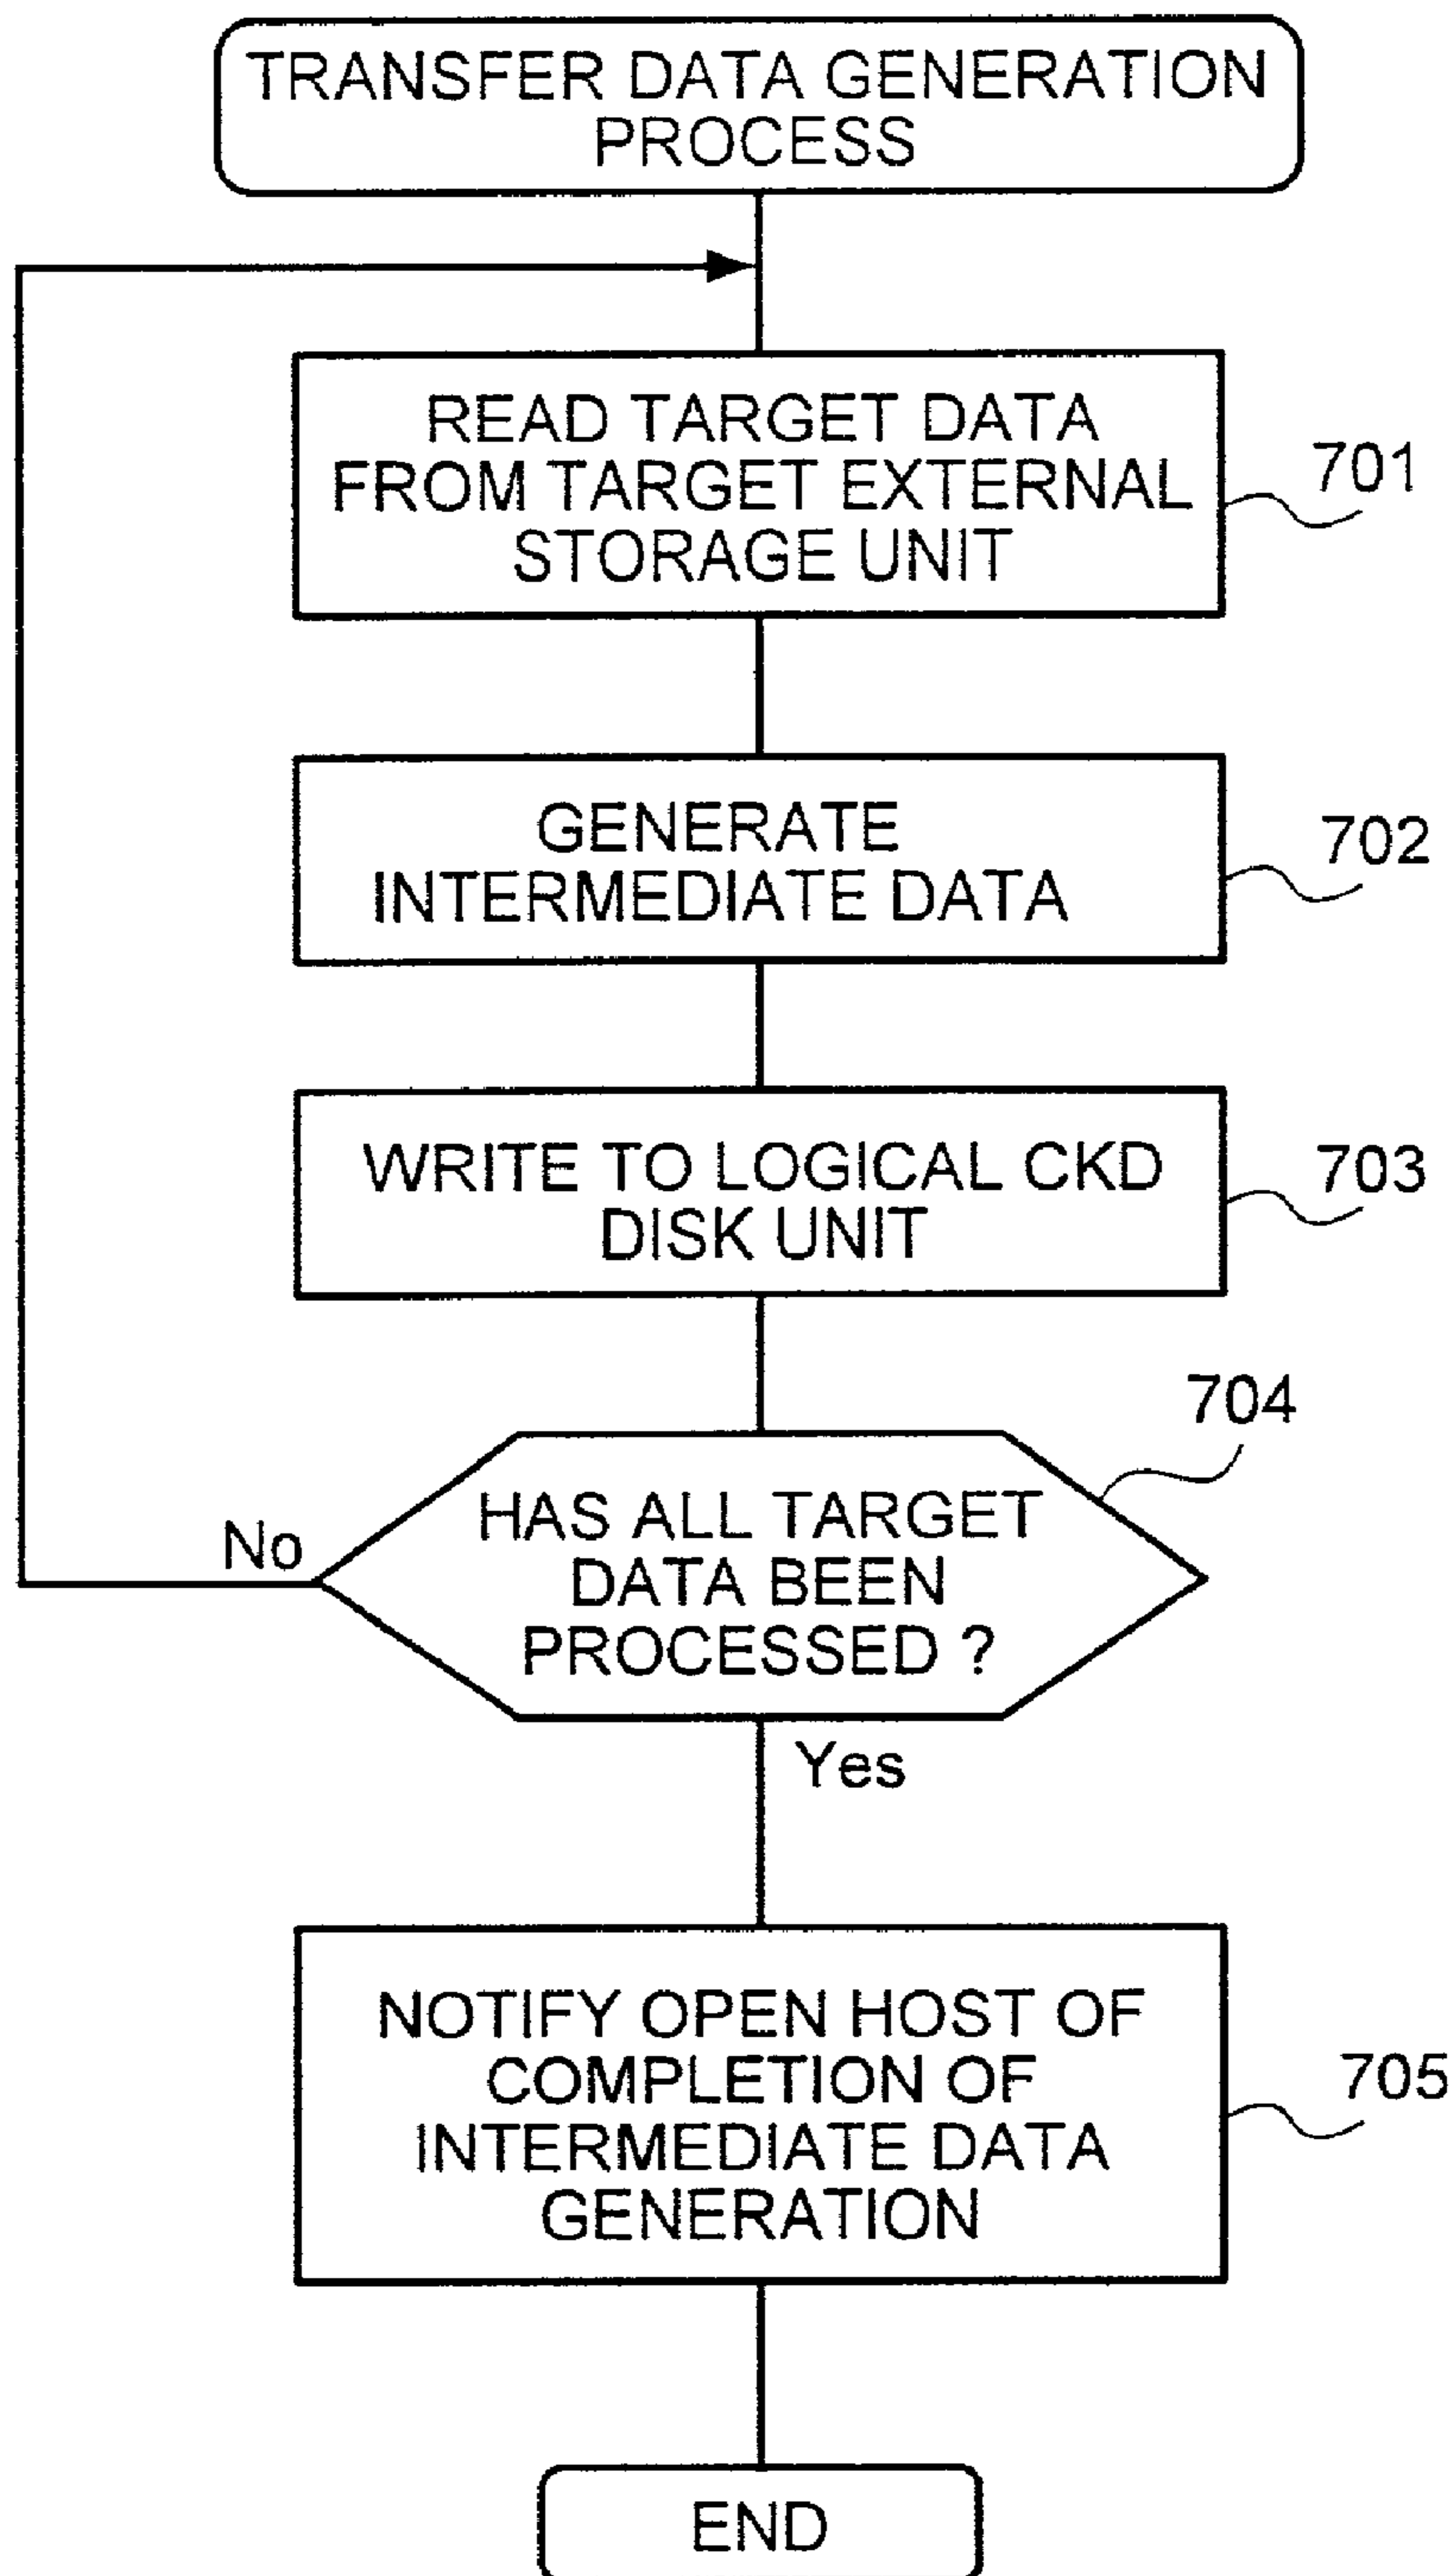 TRANSFER DATA GENERATION
PROCESS
READ TARGET DATA
FROM TARGET EXTERNAL
STORAGE UNIT
701
GENERATE
INTERMEDIATE DATA
702
WRITE TO LOGICAL CKD
DISK UNIT
703
704
HAS ALL TARGET
DATA BEEN
PROCESSED ?
No
Yes
NOTIFY OPEN HOST OF
COMPLETION OF
INTERMEDIATE DATA
GENERATION
705
END